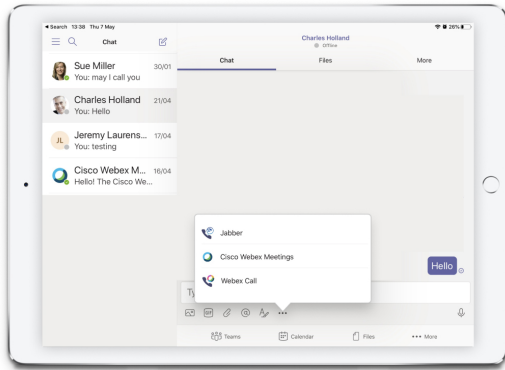 Search 13:38 Thu 7 May
26%
Chat
Sue Miller 30/01
You: may I call you
Charles Holland 21/04
You: Hello
JL
Jeremy Laurens... 17/04
You: testing
Cisco Webex M... 16/04
Hello! The Cisco We...
Charles Holland
Offline
Chat Files More
Hello
Jabber
Cisco Webex Meetings
Webex Call
Ty
GIF
Teams Calendar Files More